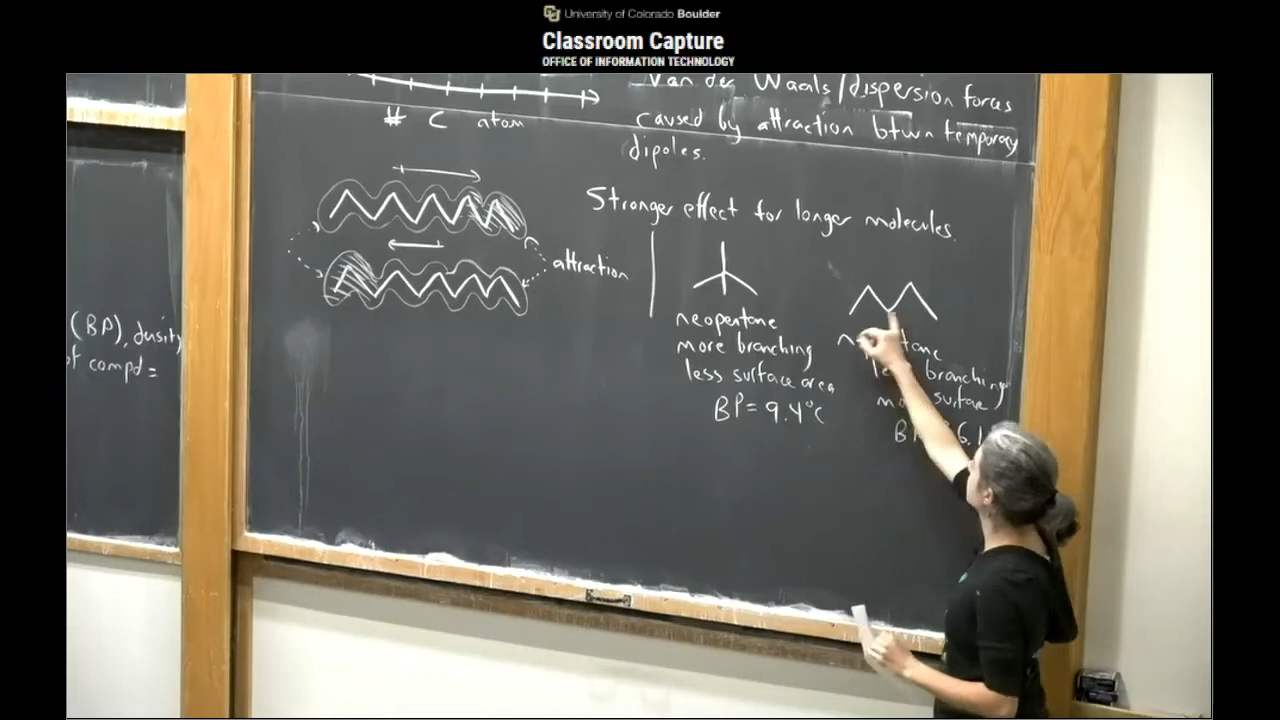 University of Colorado Boulder
Classroom Capture
OFFICE OF INFORMATION TECHNOLOGY
# C atom
Van der Waals/dispersion forces
caused by attraction btwn temporary
dipoles.
(BP), density
of compd =
attraction
Stronger effect for longer molecules.
neopentane
more branching
less surface area
BP = 9.4°C
branching
surface